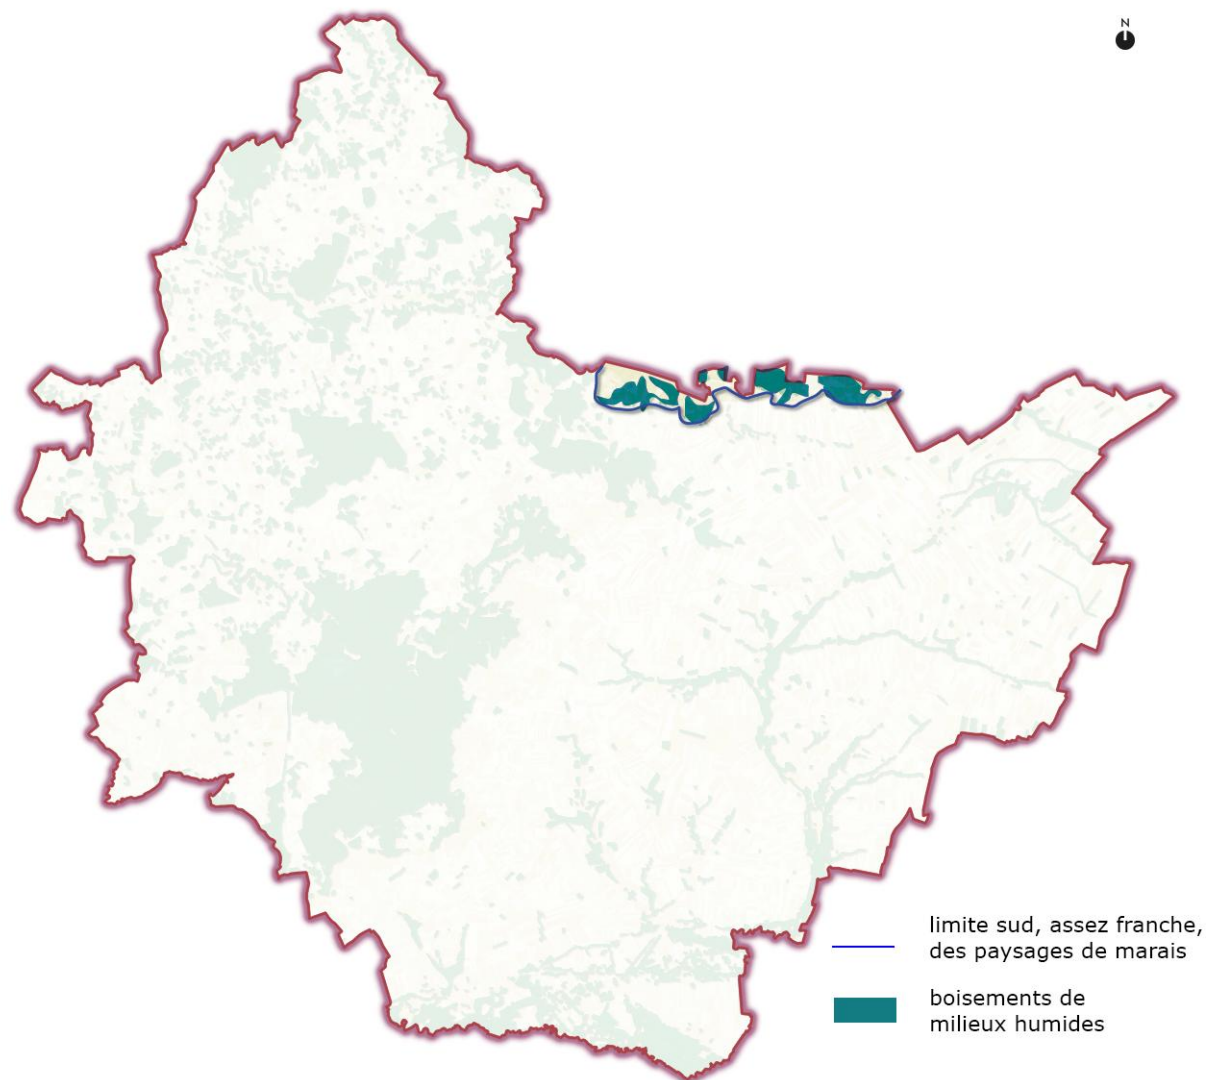 N
limite sud, assez franche,
des paysages de marais
boisements de
milieux humides